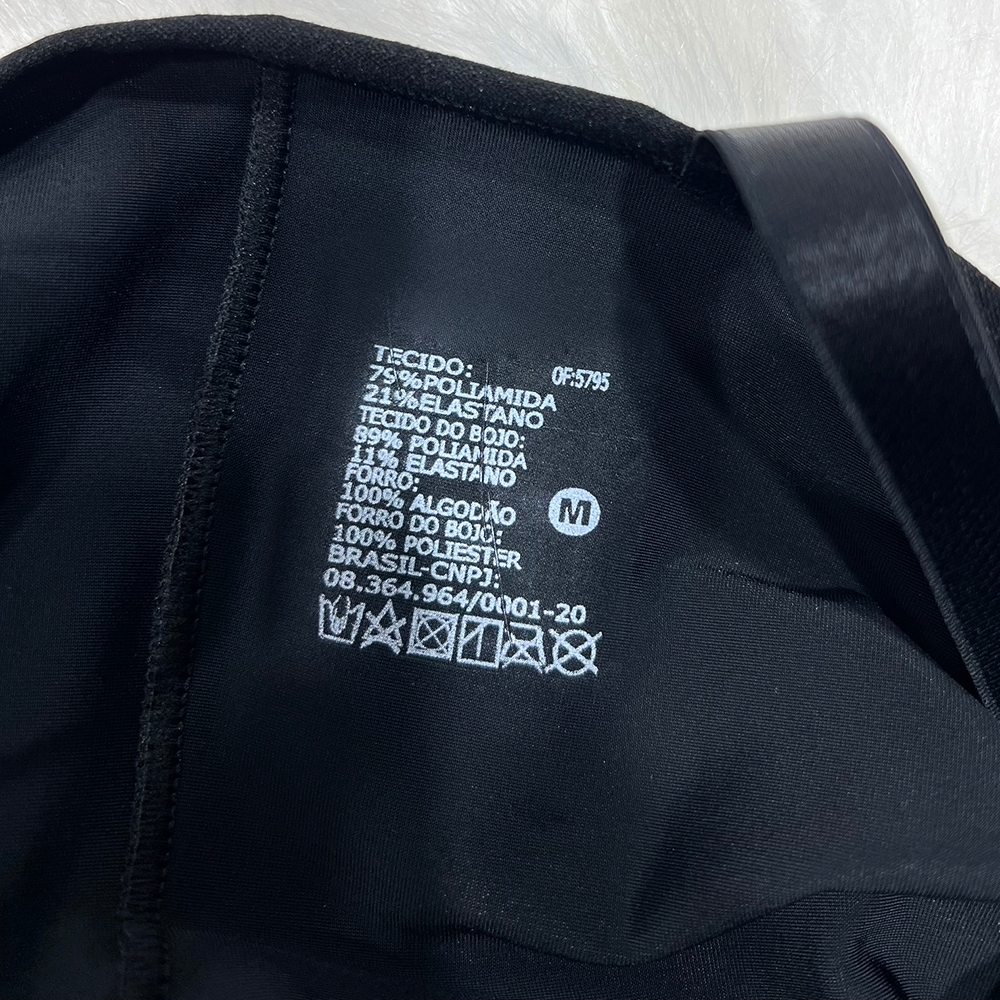 TECIDO:
OF:5795
79%POLIAMIDA
21%ELASTANO
TECIDO DO BOJO:
89% POLIAMIDA
11% ELASTANO
FORRO:
100% ALGODÃO
M
FORRO DO BOJO:
100% POLIESTER
BRASIL-CNPJ:
08.364.964/0001-20